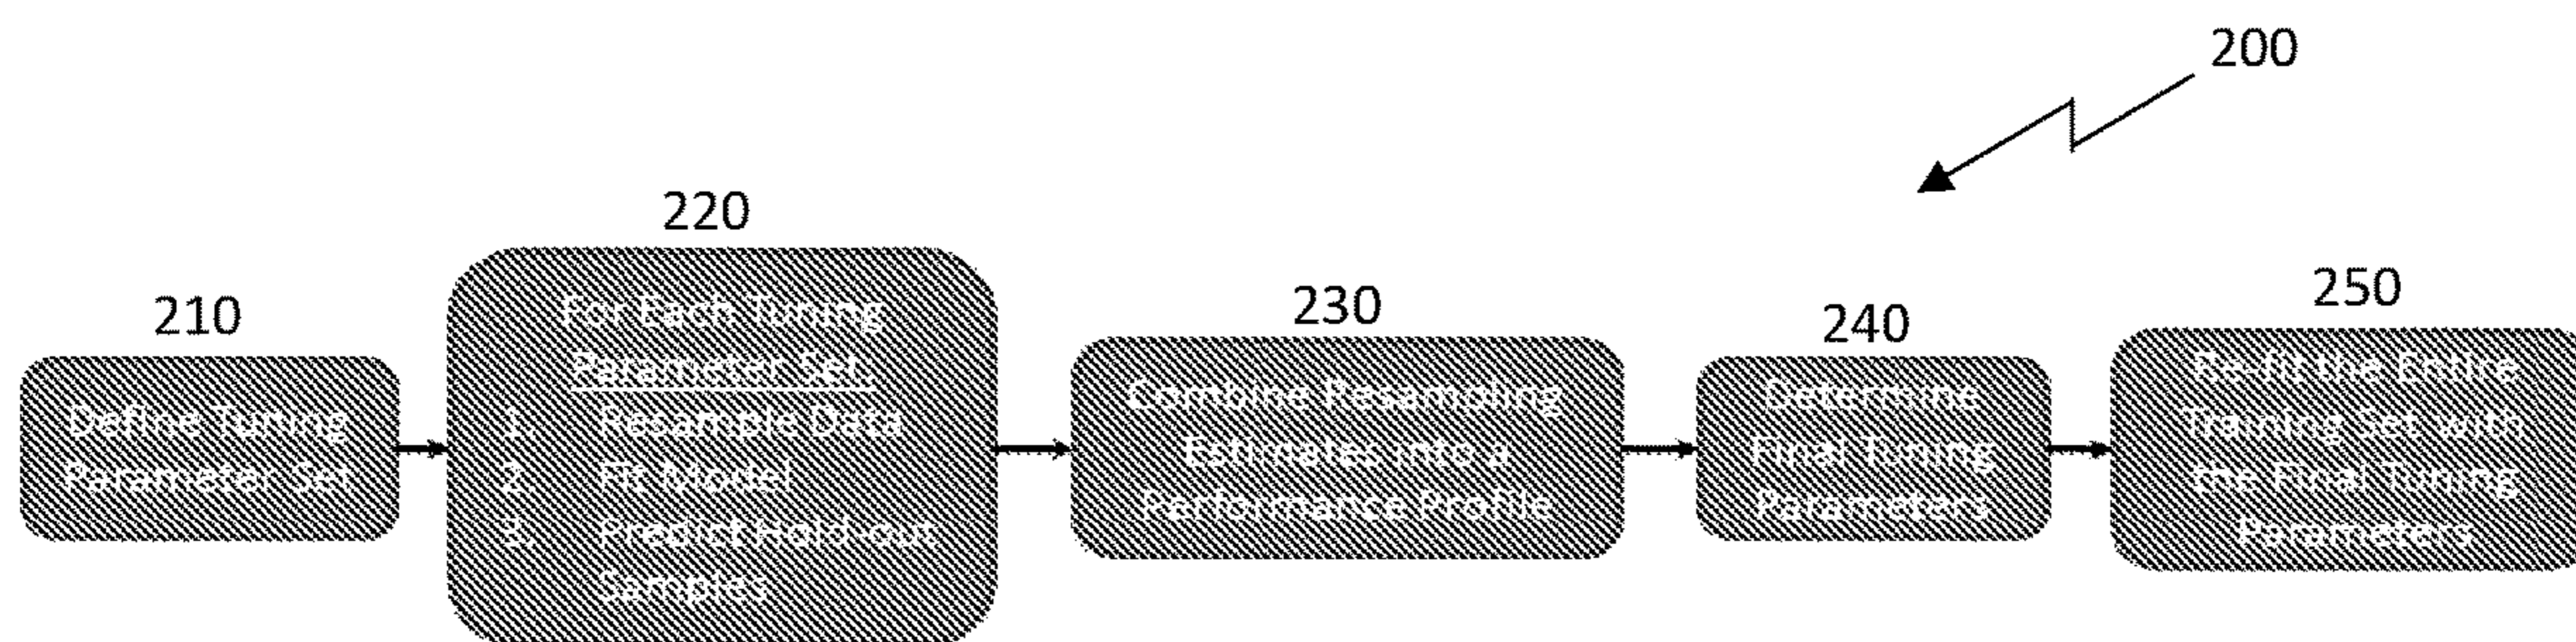 200
220
For Each Tuning
Parameter Set:
1. Resample Data
2. Fit Model
3. Predict Hold-out
Samples
210
Define Tuning
Parameter Set
230
Combine Resampling
Estimates into a
Performance Profile
240
Determine
Final Tuning
Parameters
250
Re-fit the Entire
Training Set with
the Final Tuning
Parameters